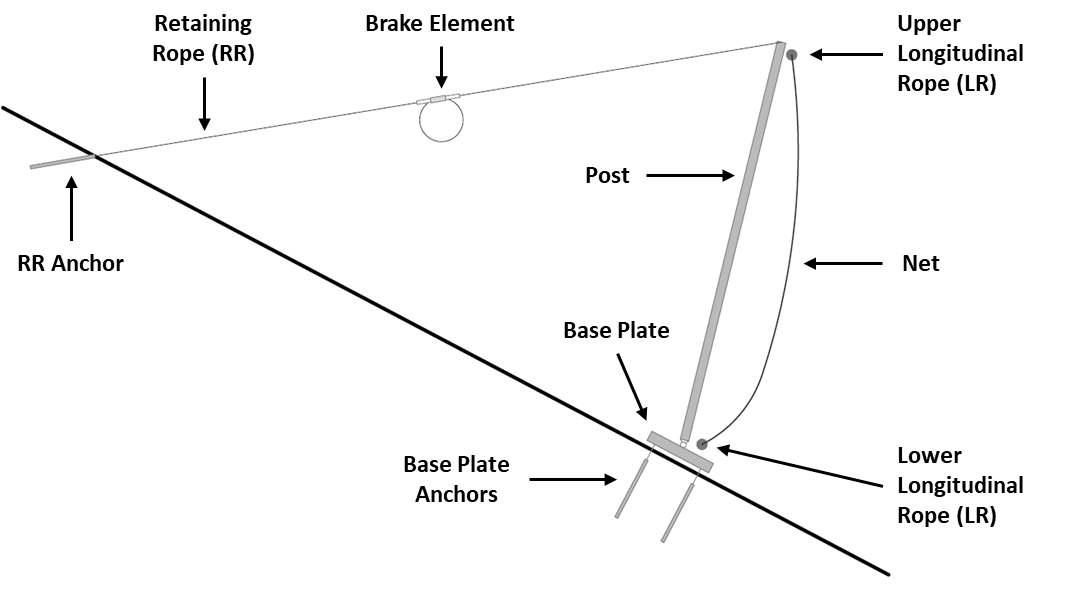 Retaining
Rope (RR)
Brake Element
Upper
Longitudinal
Rope (LR)
Post
RR Anchor
Net
Base Plate
Base Plate
Anchors
Lower
Longitudinal
Rope (LR)